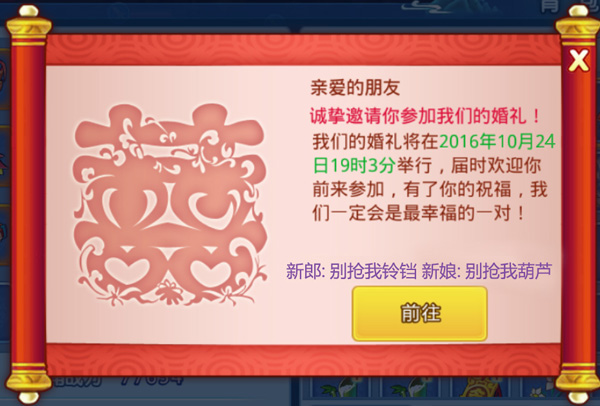 亲爱的朋友
诚挚邀请你参加我们的婚礼！
我们的婚礼将在2016年10月24
日19时3分举行，届时欢迎你
前来参加，有了你的祝福，我
们一定会是最幸福的一对！
新郎: 别抢我铃铛 新娘: 别抢我葫芦
前往